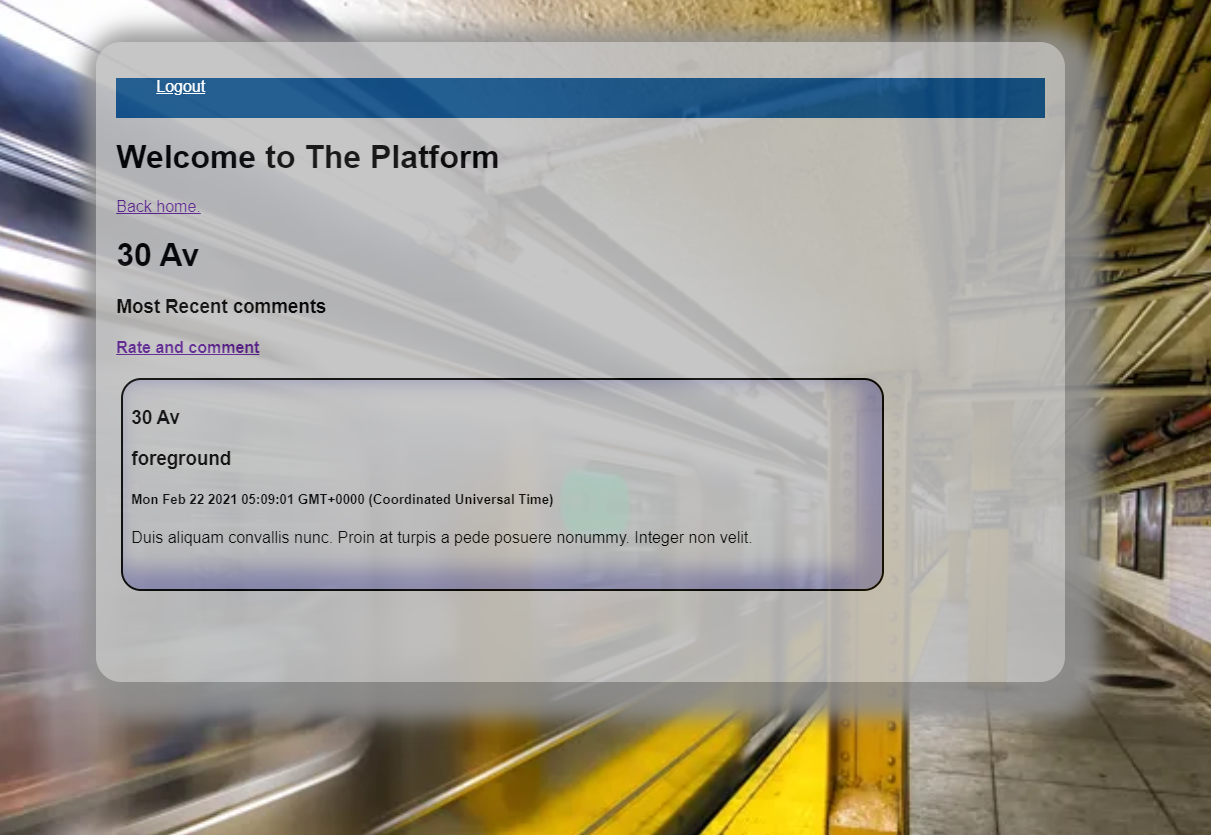 Logout
Welcome to The Platform
Back home.
30 Av
Most Recent comments
Rate and comment
30 Av
foreground
Mon Feb 22 2021 05:09:01 GMT+0000 (Coordinated Universal Time)
Duis aliquam convallis nunc. Proin at turpis a pede posuere nonummy. Integer non velit.